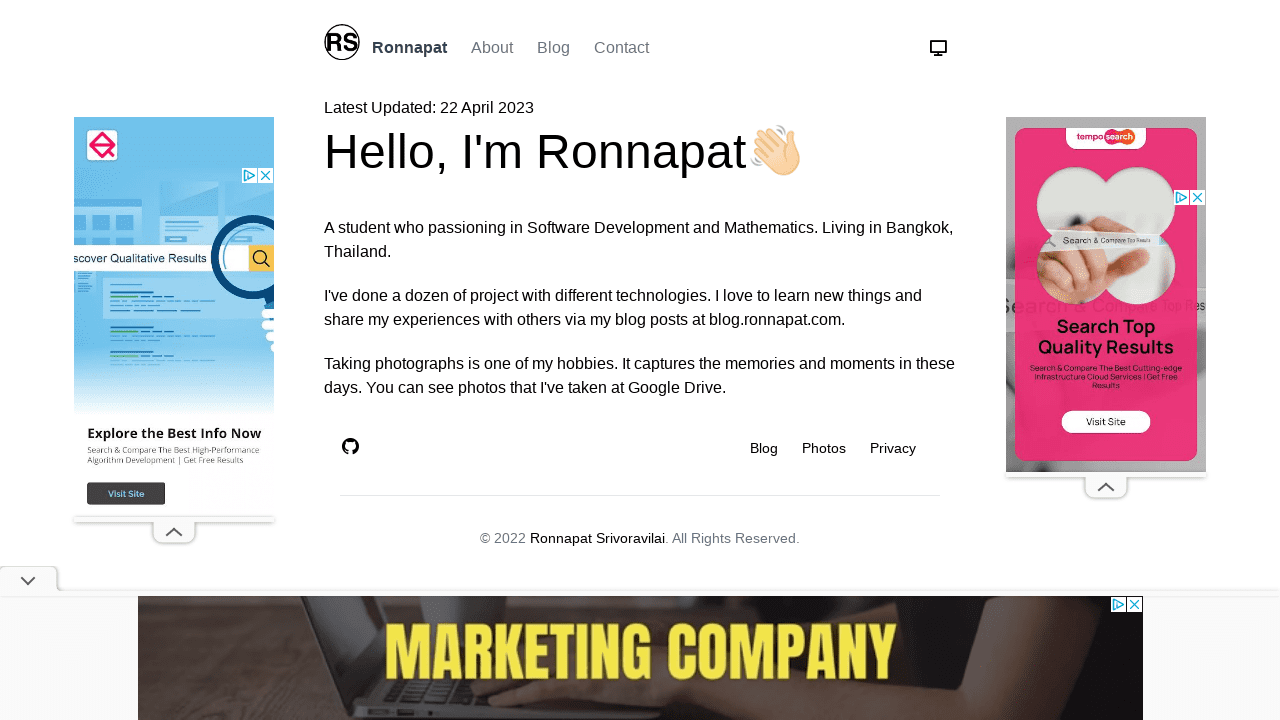 RS
Ronnapat
About
Blog
Contact
Latest Updated: 22 April 2023
Hello, I'm Ronnapat
A student who passioning in Software Development and Mathematics. Living in Bangkok,
Thailand.
I've done a dozen of project with different technologies. I love to learn new things and
share my experiences with others via my blog posts at blog.ronnapat.com.
Taking photographs is one of my hobbies. It captures the memories and moments in these
days. You can see photos that I've taken at Google Drive.
Blog
Photos
Privacy
© 2022 Ronnapat Srivoravilai. All Rights Reserved.
scover Qualitative Results
Explore the Best Info Now
Search & Compare The Best High-Performance
Algorithm Development | Get Free Results
Visit Site
temposearch
Search & Compare Top Results
Search Top
Quality Results
Search & Compare The Best Cutting-edge
Infrastructure Cloud Services | Get Free
Results
Visit Site
MARKETING COMPANY